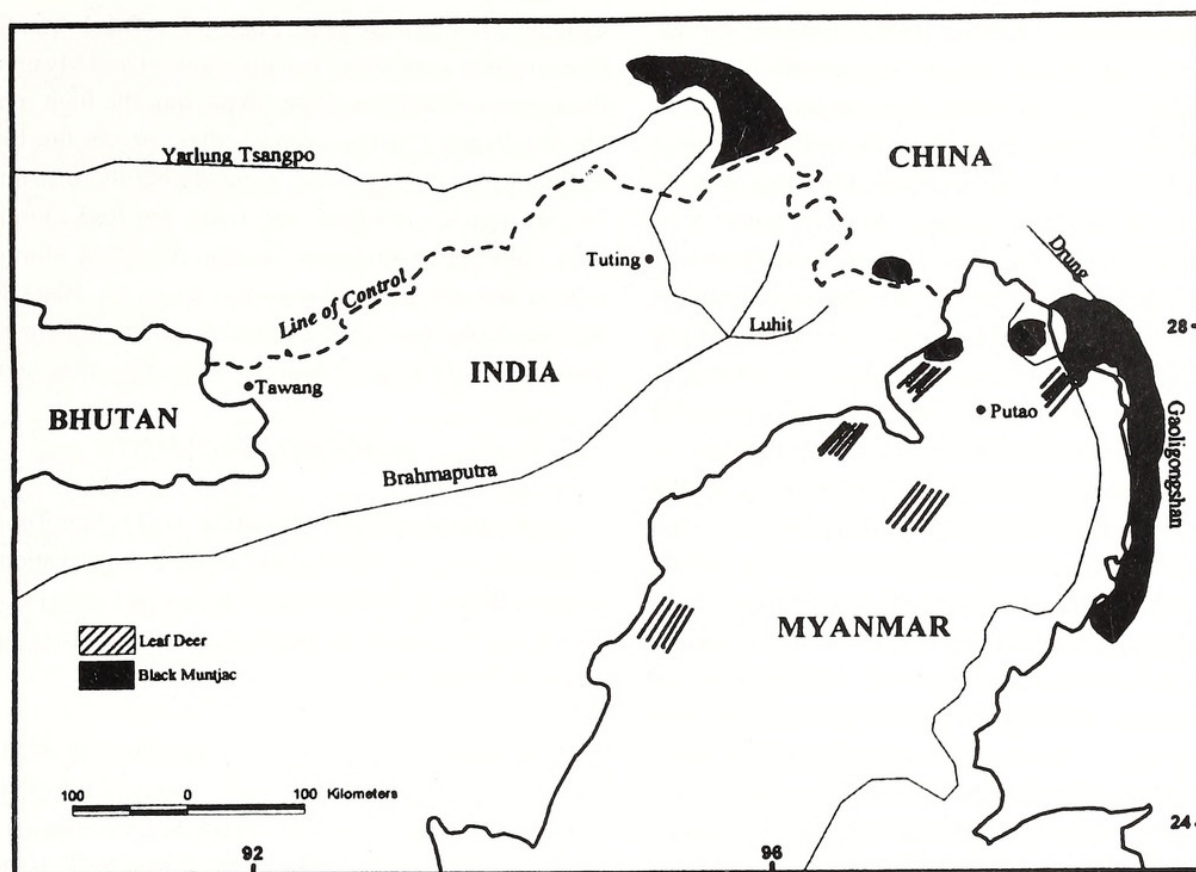 Yarlung Tsangpo
CHINA
Drung
Tuting
Line of Control
Luhit
28
INDIA
Tawang
BHUTAN
Putao
Gaoligongshan
Brahmaputra
MYANMAR
Leaf Deer
Black Muntjac
100 0 100 Kilometers
24
92 96